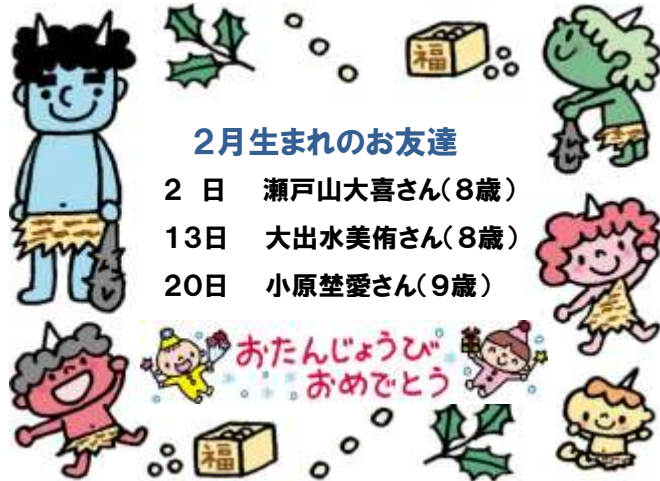 福
2月生まれのお友達
2 日 瀬戸山大喜さん(8歳)
13日 大出水美侑さん(8歳)
20日 小原埜愛さん(9歳)
おたんじょうび
おめでとう
福